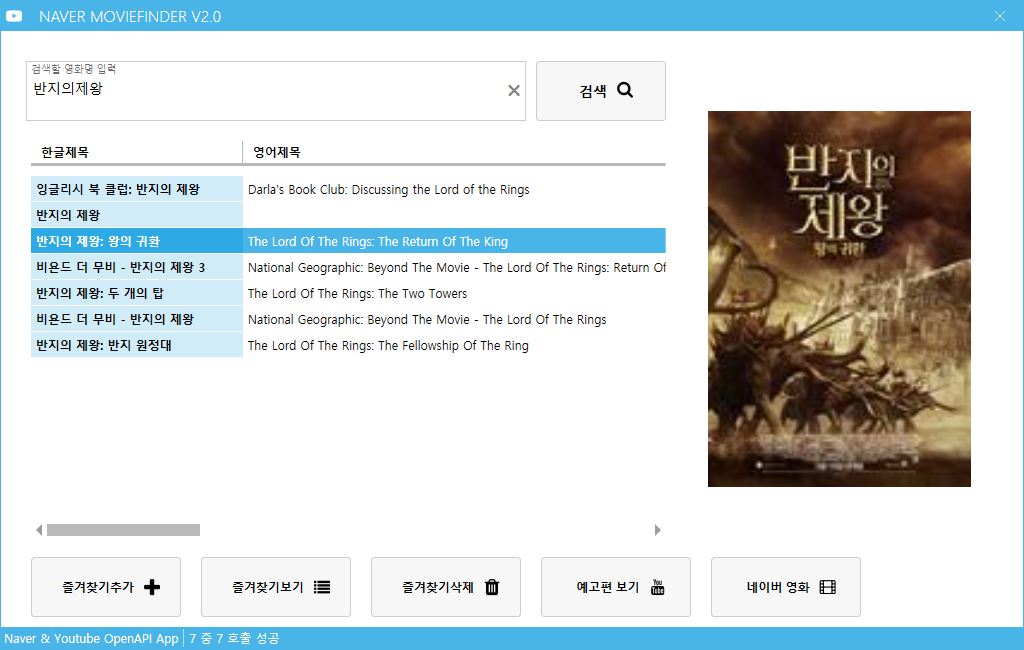 NAVER MOVIEFINDER V2.0
검색할 영화명 입력
반지의제왕
검색
한글제목 영어제목
잉글리시 북 클럽: 반지의 제왕 Darla's Book Club: Discussing the Lord of the Rings
반지의 제왕
반지의 제왕: 왕의 귀환 The Lord Of The Rings: The Return Of The King
비욘드 더 무비 - 반지의 제왕 3 National Geographic: Beyond The Movie - The Lord Of The Rings: Return Of
반지의 제왕: 두 개의 탑 The Lord Of The Rings: The Two Towers
비욘드 더 무비 - 반지의 제왕 National Geographic: Beyond The Movie - The Lord Of The Rings
반지의 제왕: 반지 원정대 The Lord Of The Rings: The Fellowship Of The Ring
반지의
제왕
왕의 귀환
즐겨찾기추가 즐겨찾기보기 즐겨찾기삭제 예고편 보기 You Tube 네이버 영화
Naver & Youtube OpenAPI App 7 중 7 호출 성공